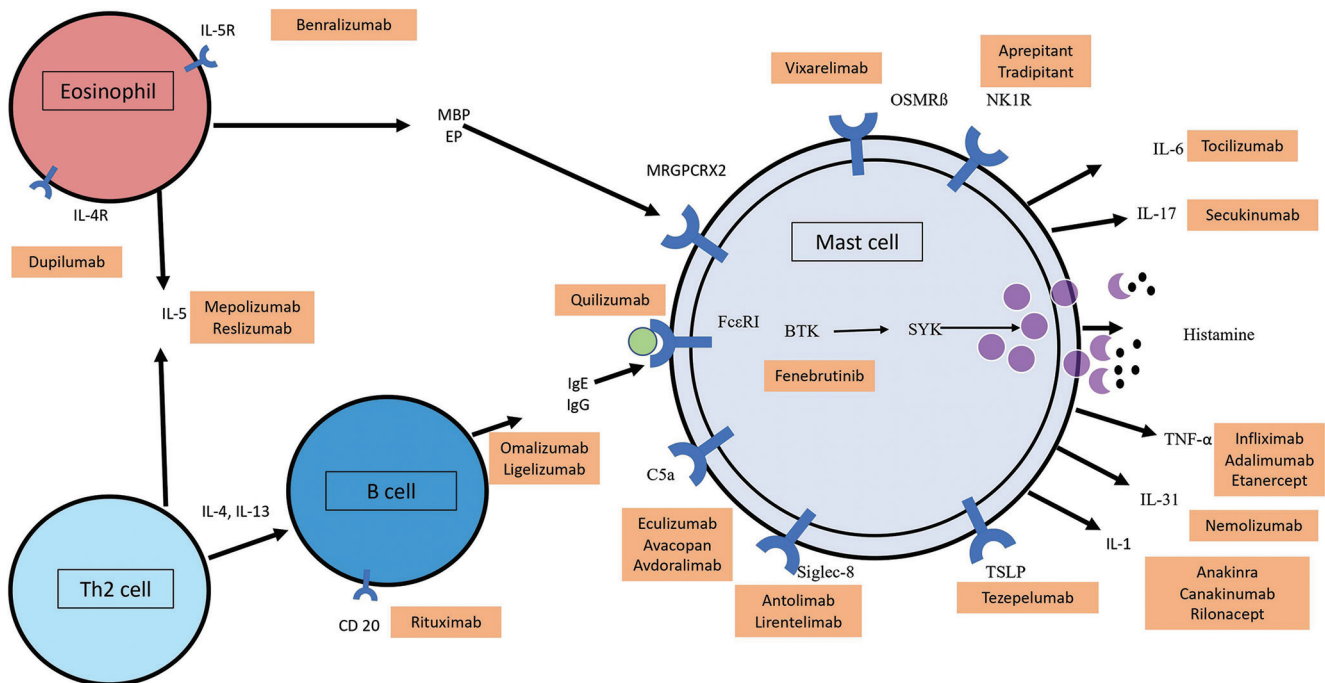 IL-5R
Benralizumab
Eosinophil
IL-4R
Dupilumab
MBP
EP
IL-5
Mepolizumab
Reslizumab
Th2 cell
IL-4, IL-13
B cell
CD 20
Rituximab
IgE
IgG
Omalizumab
Ligelizumab
Quilizumab
MRGPCRX2
Vixarelimab
OSMRß
Aprepitant
Tradipitant
NK1R
Mast cell
FcεRI
BTK
SYK
Fenebrutinib
C5a
Eculizumab
Avacopan
Avdoralimab
Siglec-8
Antolimab
Lirentelimab
TSLP
Tezepelumab
IL-6
Tocilizumab
IL-17
Secukinumab
Histamine
TNF-α
Infliximab
Adalimumab
Etanercept
IL-31
Nemolizumab
IL-1
Anakinra
Canakinumab
Rilonacept